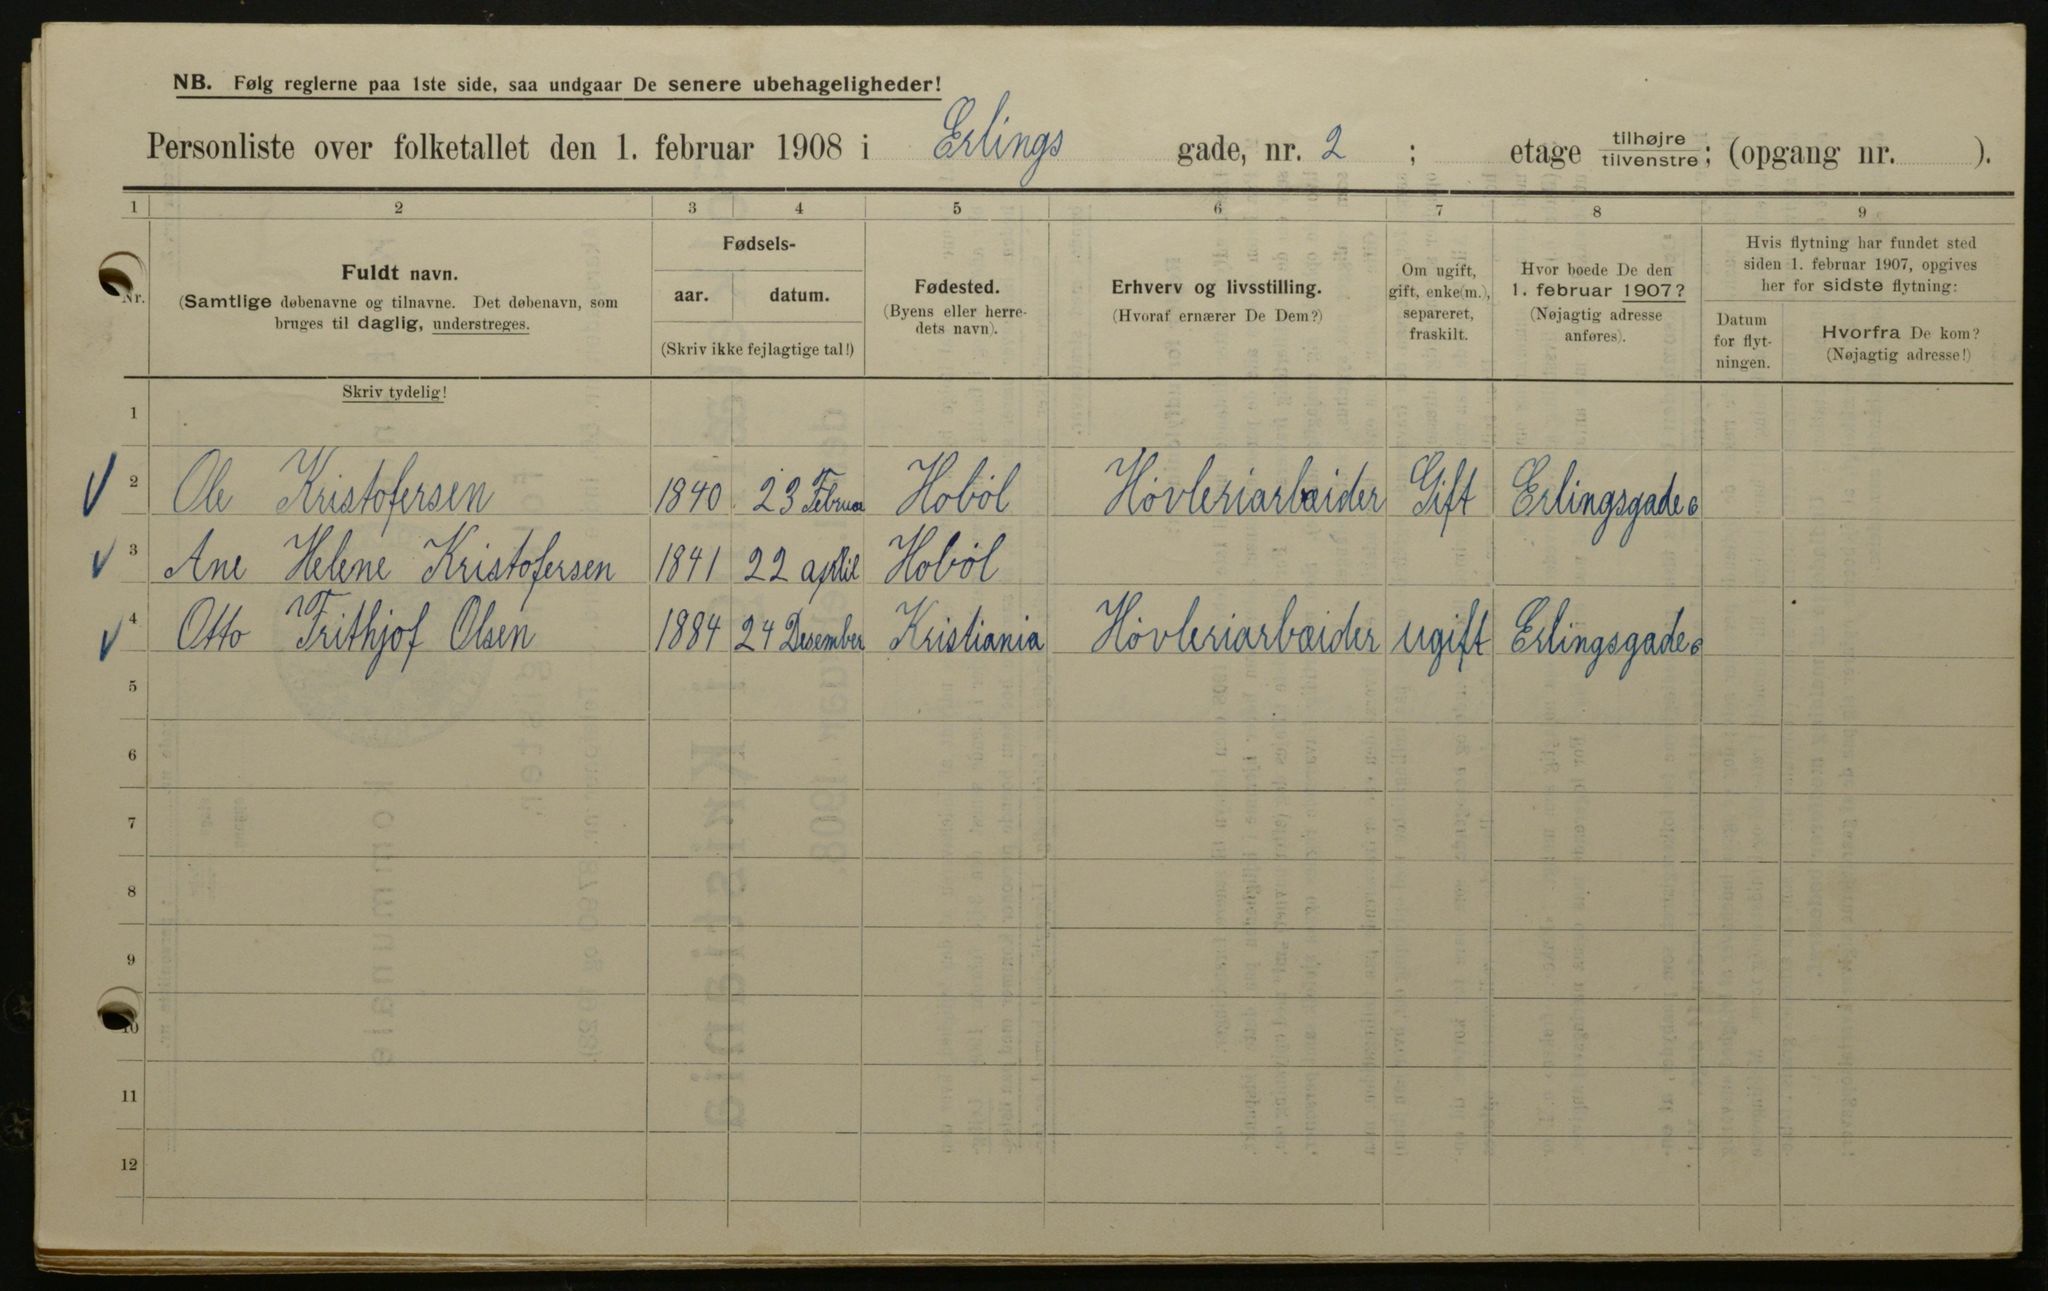 NB. Følg reglerne paa 1ste side, saa undgaar De senere ubehageligheder!
Personliste over folketallet den 1. februar 1908 i Erlings gade, nr. 2 ; etage tilhøjre/tilvenstre; (opgang nr. ).
1 2 3 4 5 6 7 8 9
Nr.
Fuldt navn.
(Samtlige døbenavne og tilnavne. Det døbenavn, som
bruges til daglig, understreges.
Skriv tydelig!
Fødsels-
aar. datum.
(Skriv ikke fejlagtige tal!)
Fødested.
(Byens eller herre-
dets navn).
Erhverv og livsstilling.
(Hvoraf ernærer De Dem?)
Om ugift,
gift, enke(m.),
separeret,
fraskilt.
Hvor boede De den
1. februar 1907?
(Nøjagtig adresse
anføres).
Hvis flytning har fundet sted
siden 1. februar 1907, opgives
her for sidste flytning:
Datum
for flyt-
ningen.
Hvorfra De kom?
(Nøjagtig adresse!)
1
2 Ole Kristofersen 1840 23 Februar Hobøl Høvleriarbeider Gift Erlingsgade 6
3 Ane Helene Kristofersen 1841 22 april Hobøl
4 Otto Frithjof Olsen 1884 24 Desember Kristiania Høvleriarbeider ugift Erlingsgade 6
5
6
7
8
9
10
11
12